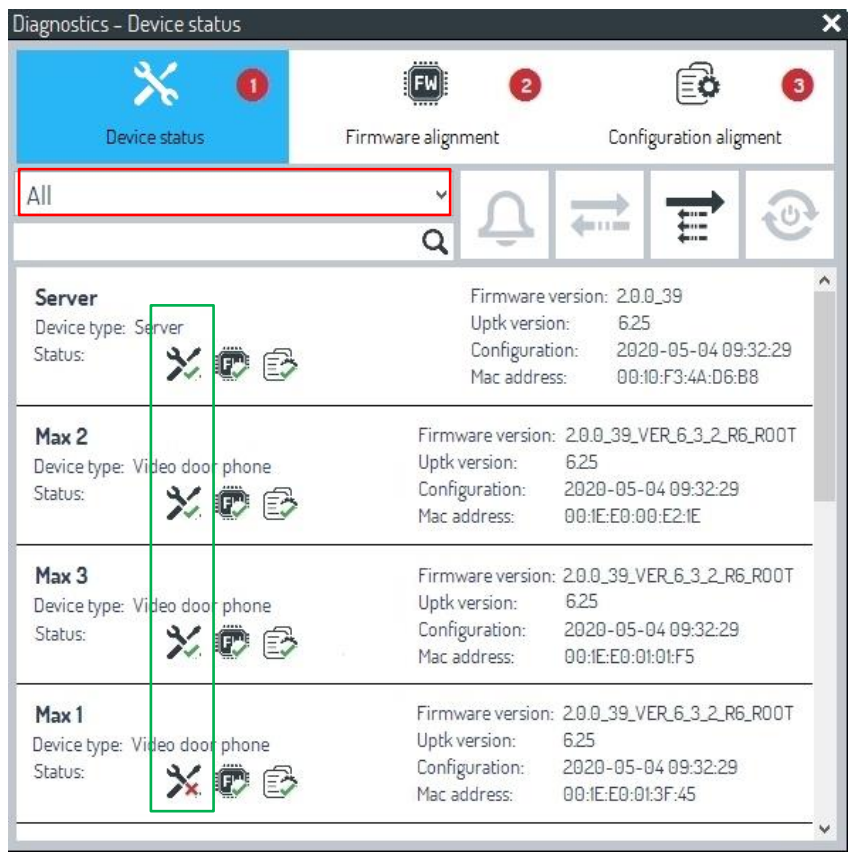 Diagnostics - Device status
1
FW
2
3
Device status
Firmware alignment
Configuration aligment
All
Server
Device type: Server
Status:
FW
Firmware version: 2.0.0_39
Uptk version: 6.25
Configuration: 2020-05-04 09:32:29
Mac address: 00:10:F3:4A:D6:B8
Max 2
Device type: Video door phone
Status:
FW
Firmware version: 2.0.0_39_VER_6_3_2_R6_ROOT
Uptk version: 6.25
Configuration: 2020-05-04 09:32:29
Mac address: 00:1E:E0:00:E2:1E
Max 3
Device type: Video door phone
Status:
FW
Firmware version: 2.0.0_39_VER_6_3_2_R6_ROOT
Uptk version: 6.25
Configuration: 2020-05-04 09:32:29
Mac address: 00:1E:E0:01:01:F5
Max 1
Device type: Video door phone
Status:
FW
Firmware version: 2.0.0_39_VER_6_3_2_R6_ROOT
Uptk version: 6.25
Configuration: 2020-05-04 09:32:29
Mac address: 00:1E:E0:01:3F:45